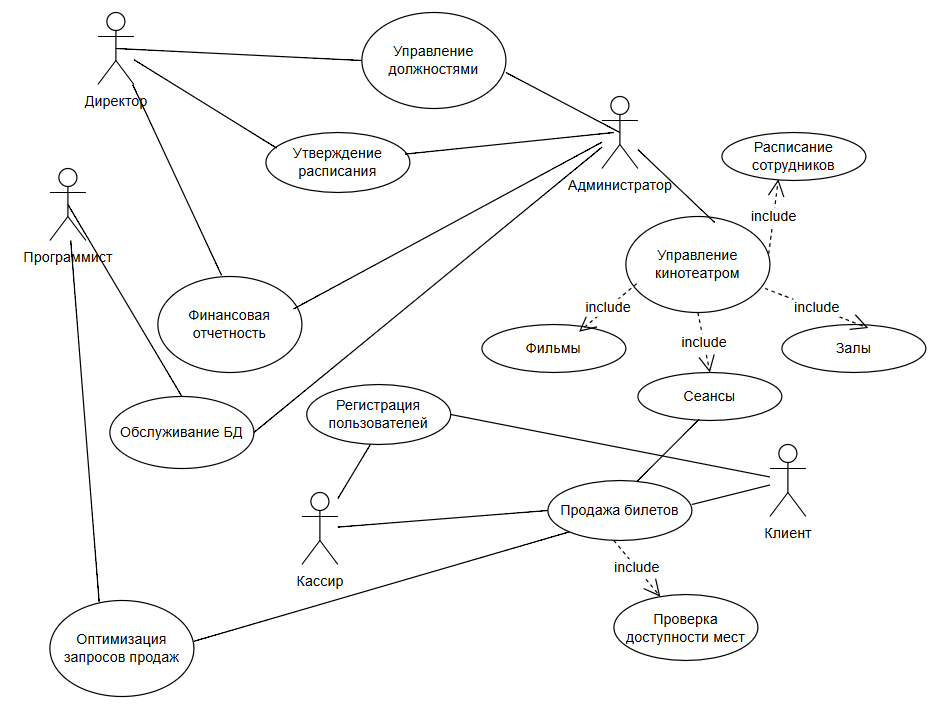 Управление
должностями
Директор
Утверждение
расписания
Расписание
сотрудников
Администратор
include
Программист
Управление
кинотеатром
Финансовая
отчетность
include
include
include
Фильмы
Залы
Сеансы
Регистрация
пользователей
Обслуживание БД
Продажа билетов
Клиент
Кассир
include
Проверка
доступности мест
Оптимизация
запросов продаж